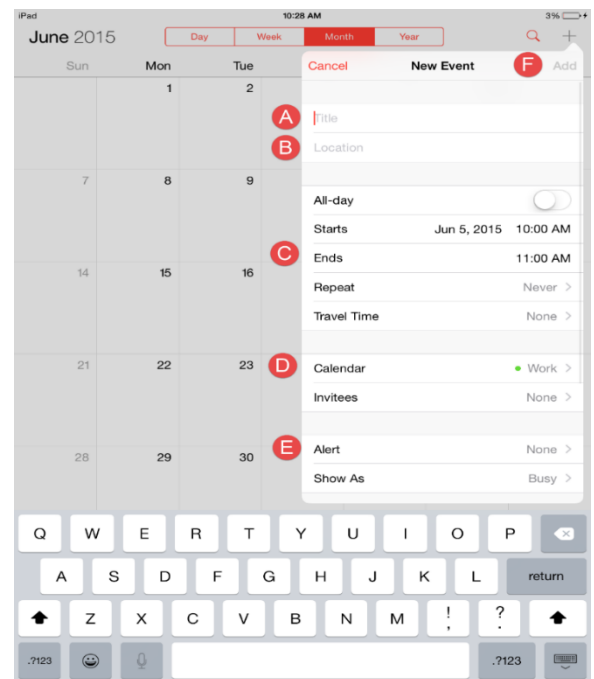 iPad 10:28 AM 3%
June 2015 Day Week Month Year
Sun Mon Tue Cancel New Event F Add
1 2
A Title
B Location
7 8 9
All-day
Starts Jun 5, 2015 10:00 AM
C Ends 11:00 AM
14 15 16
Repeat Never >
Travel Time None >
21 22 23 D Calendar Work >
Invitees None >
28 29 30 E Alert None >
Show As Busy >
Q W E R T Y U I O P
A S D F G H J K L return
Z X C V B N M ! , ? .
.?123 .?123